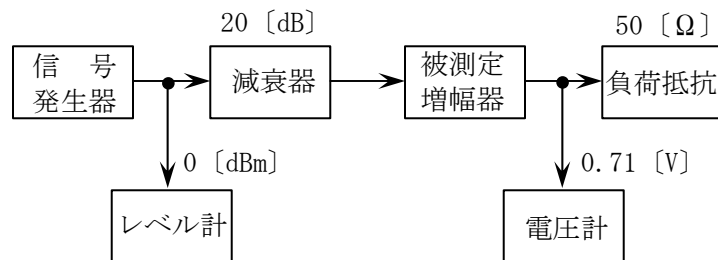 20〔dB〕
50〔Ω〕
信　号
発生器
減衰器
被測定
増幅器
負荷抵抗
0〔dBm〕
0.71〔V〕
レベル計
電圧計